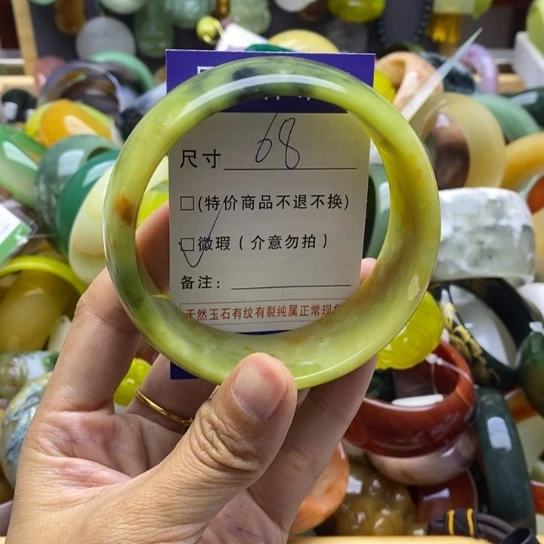 尺寸 68
□(特价商品不退不换)
☑微瑕（介意勿拍）
备注：
天然玉石有纹有裂纯属正常现